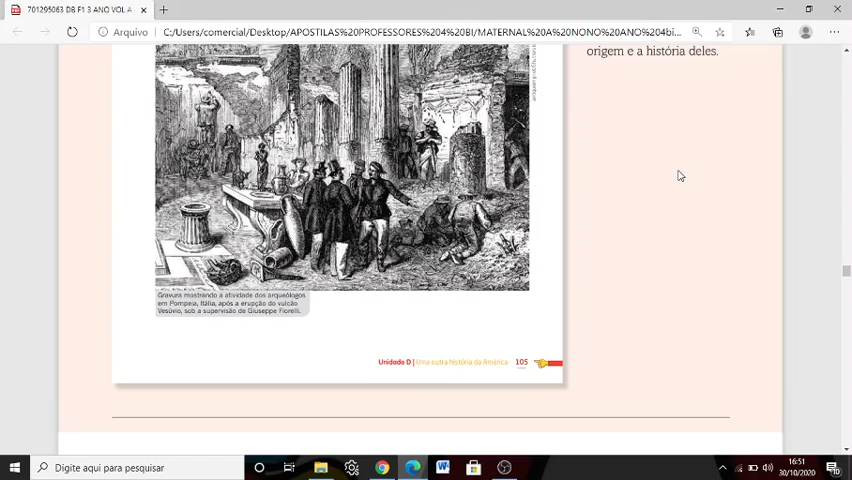 701295063 DB F1 3 ANO VOL A
Arquivo
C:/Users/comercial/Desktop/APOSTILAS%20PROFESSORES%204%20BI/MATERNAL%20A%20NONO%20ANO%204bi...
origem e a história deles.
Gravura mostrando a atividade dos arqueólogos
em Pompeia, Itália, após a erupção do vulcão
Vesúvio, sob a supervisão de Giuseppe Fiorelli.
Unidade D | Uma outra história da América 105
Digite aqui para pesquisar
16:51
30/10/2020
10